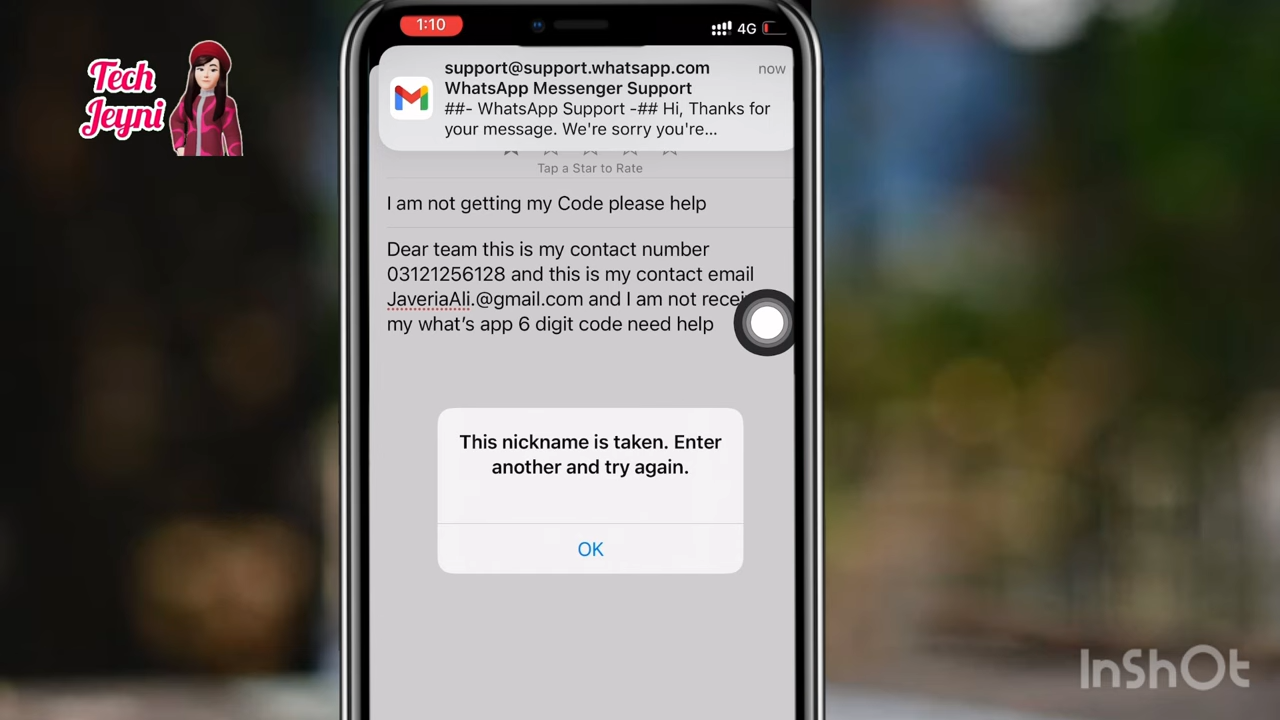 Tech
Jeyni
1:10
4G
support@support.whatsapp.com
now
WhatsApp Messenger Support
##- WhatsApp Support -## Hi, Thanks for
your message. We're sorry you're...
Tap a Star to Rate
I am not getting my Code please help
Dear team this is my contact number
03121256128 and this is my contact email
JaveriaAli.@gmail.com and I am not
my what's app 6 digit code need help
This nickname is taken. Enter
another and try again.
OK
InShOt